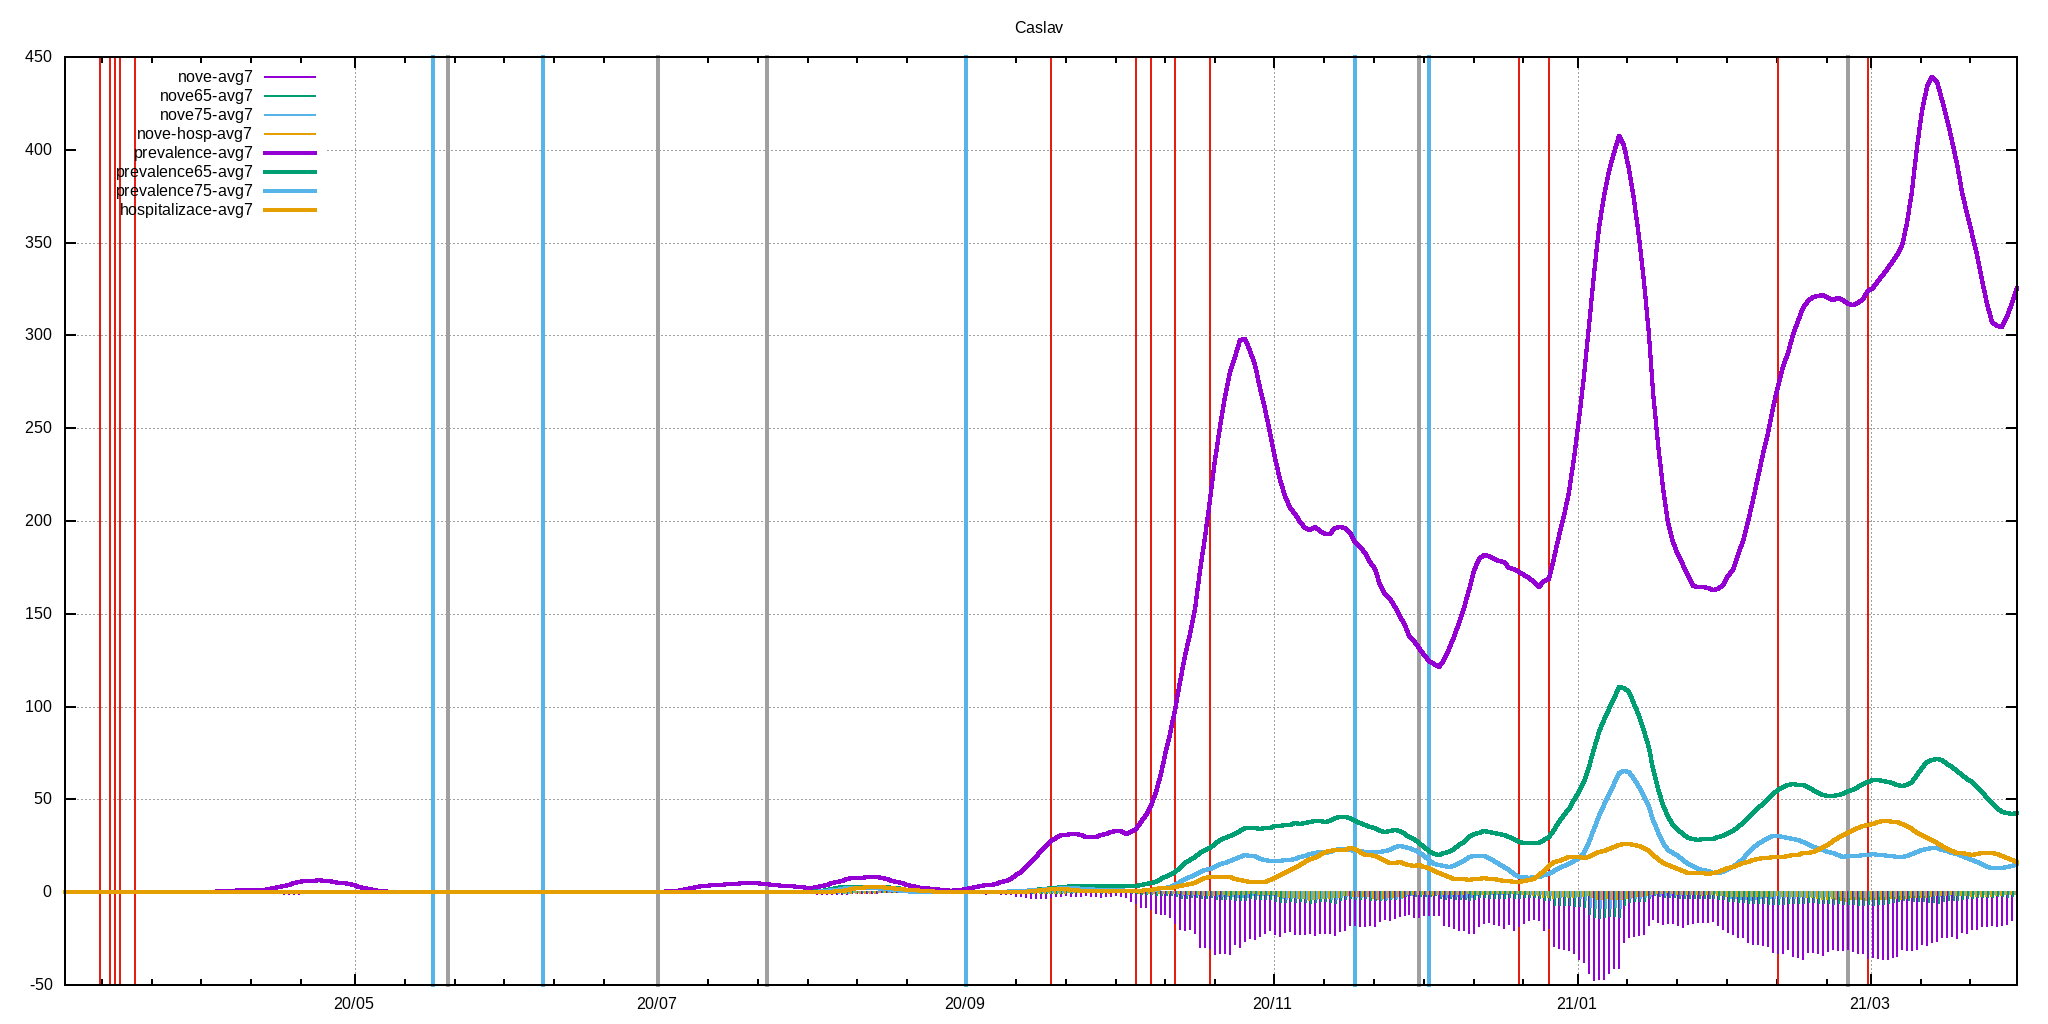 Caslav
450
400
350
300
250
200
150
100
50
0
-50
nove-avg7
nove65-avg7
nove75-avg7
nove-hosp-avg7
prevalence-avg7
prevalence65-avg7
prevalence75-avg7
hospitalizace-avg7
20/05
20/07
20/09
20/11
21/01
21/03